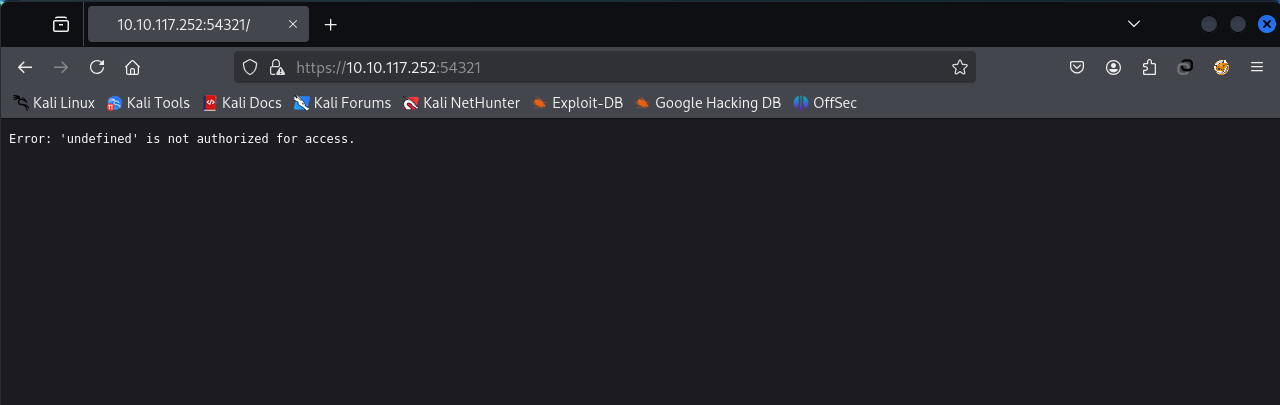 10.10.117.252:54321/
https://10.10.117.252:54321
Kali Linux Kali Tools Kali Docs Kali Forums Kali NetHunter Exploit-DB Google Hacking DB OffSec
Error: 'undefined' is not authorized for access.